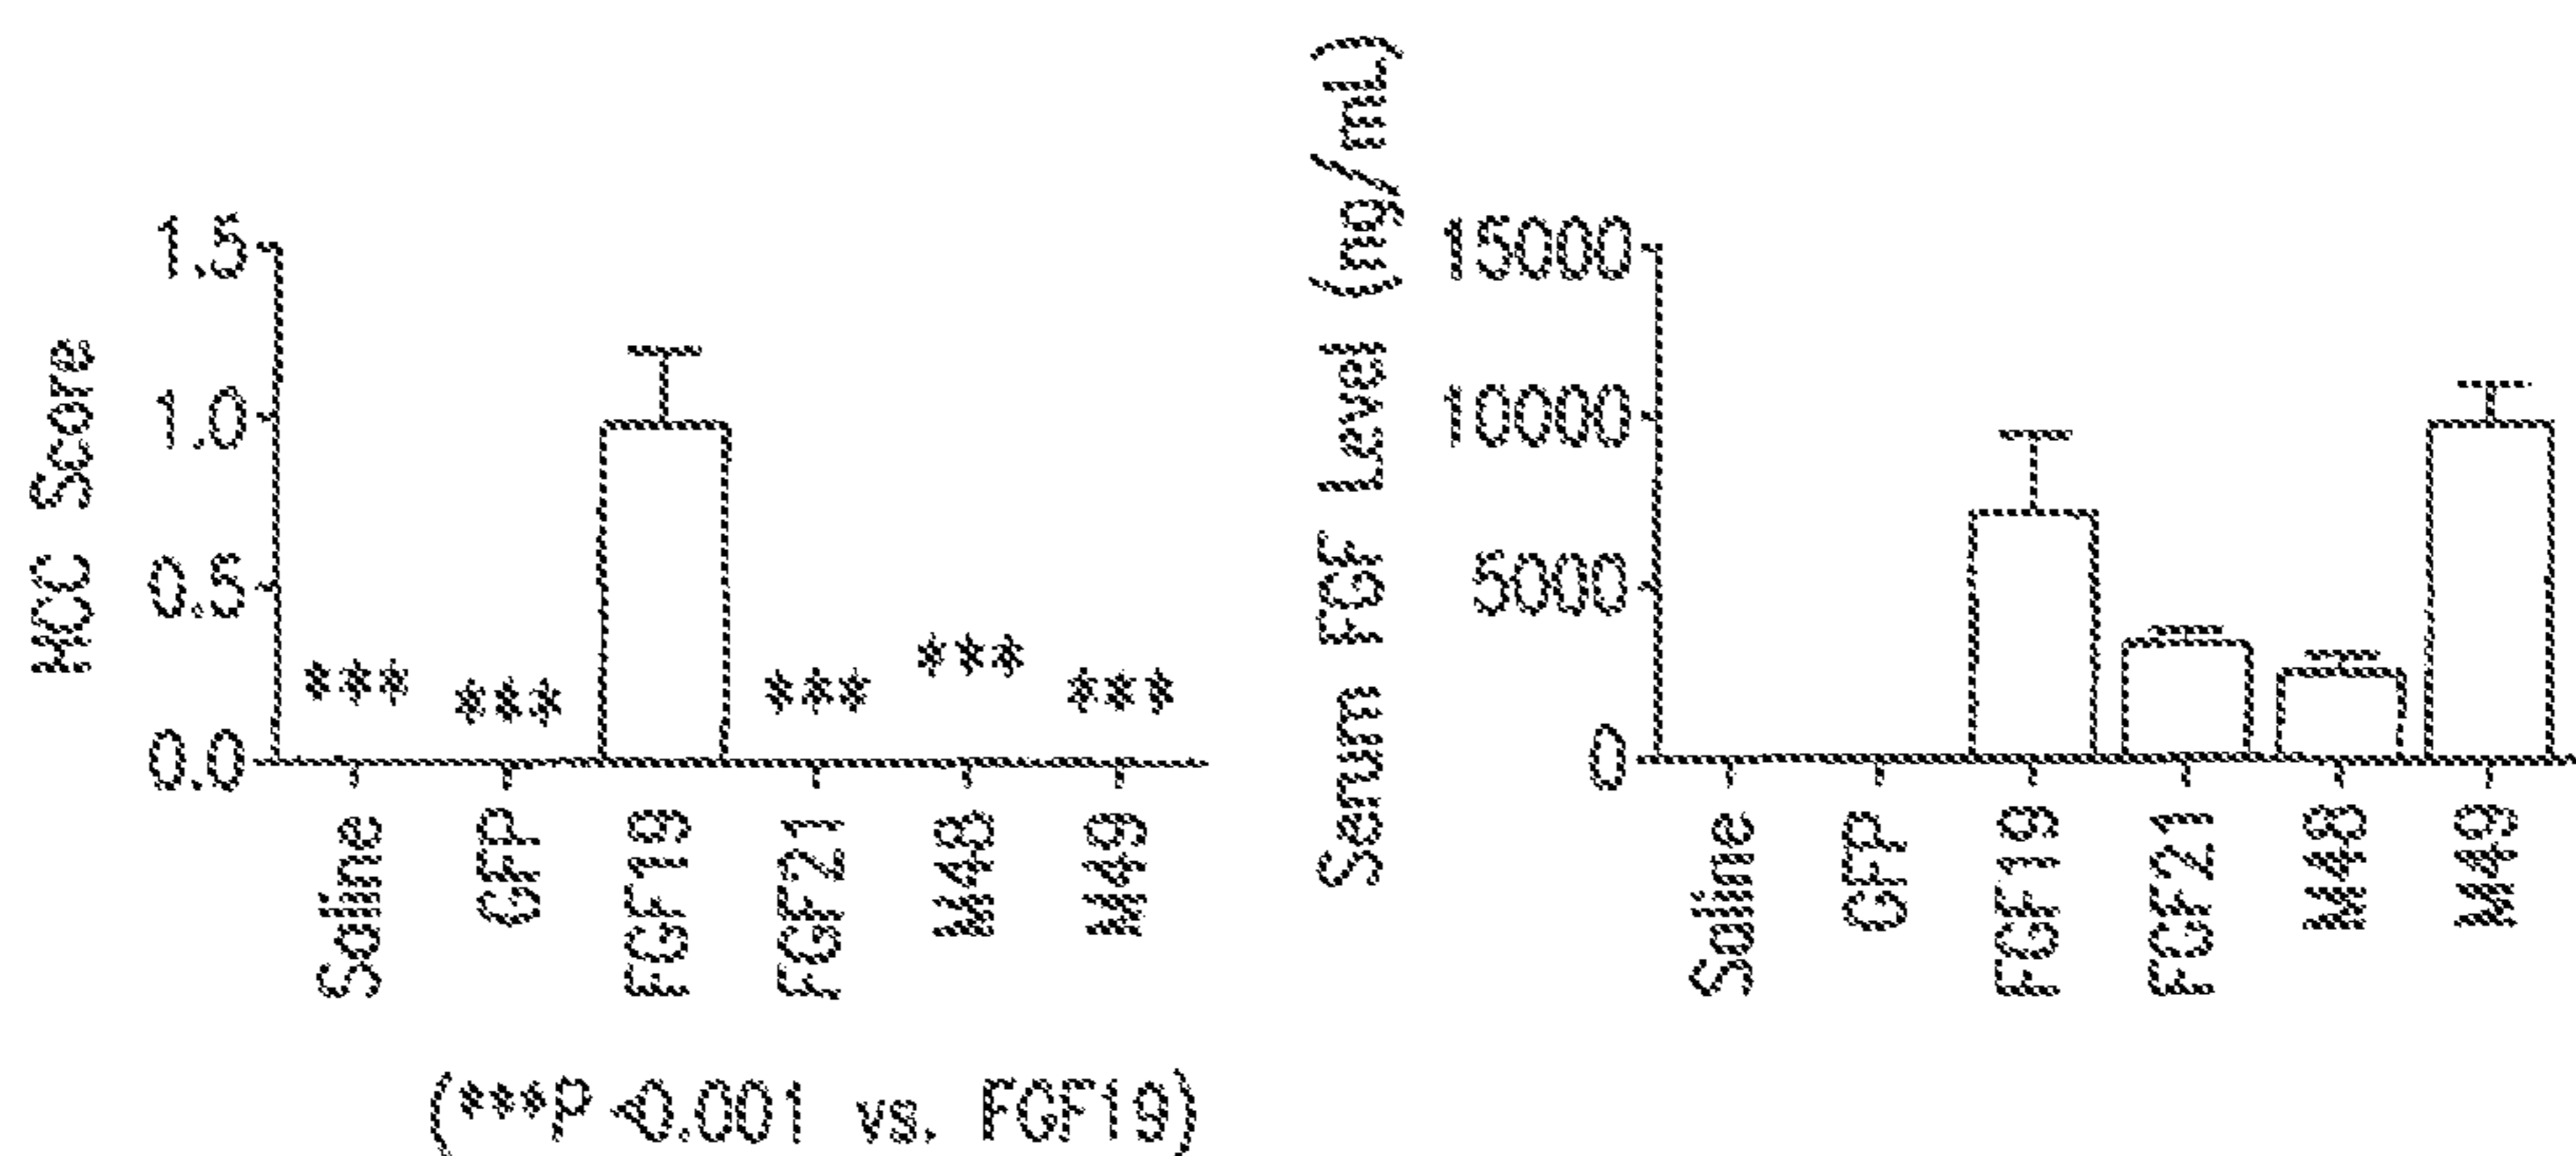 HCC Score
1.5
1.0
0.5
0.0
***
***
***
***
***
Saline
GFP
FGF19
FGF21
M48
M49
(***P<0.001 vs. FGF19)
Serum FGF Level (ng/mL)
15000
10000
5000
0
Saline
GFP
FGF19
FGF21
M48
M49